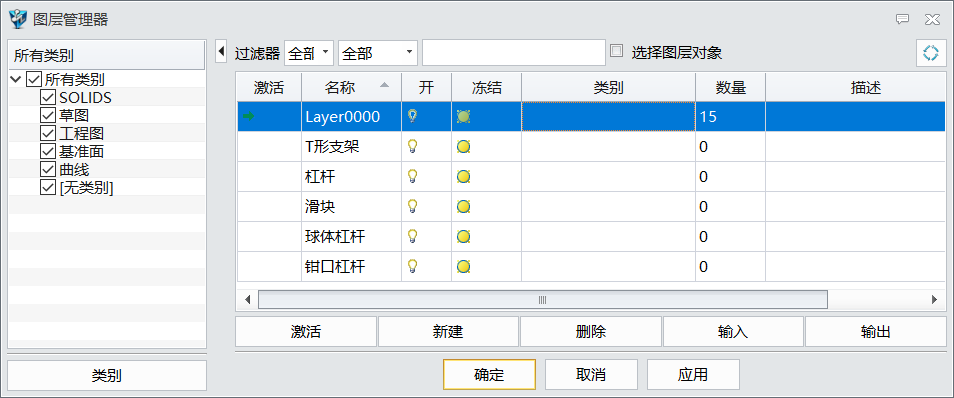 图层管理器
所有类别
所有类别
SOLIDS
草图
工程图
基准面
曲线
[无类别]
类别
过滤器 全部 全部 选择图层对象
激活 名称 开 冻结 类别 数量 描述
Layer0000 15
T形支架 0
杠杆 0
滑块 0
球体杠杆 0
钳口杠杆 0
激活 新建 删除 输入 输出
确定 取消 应用